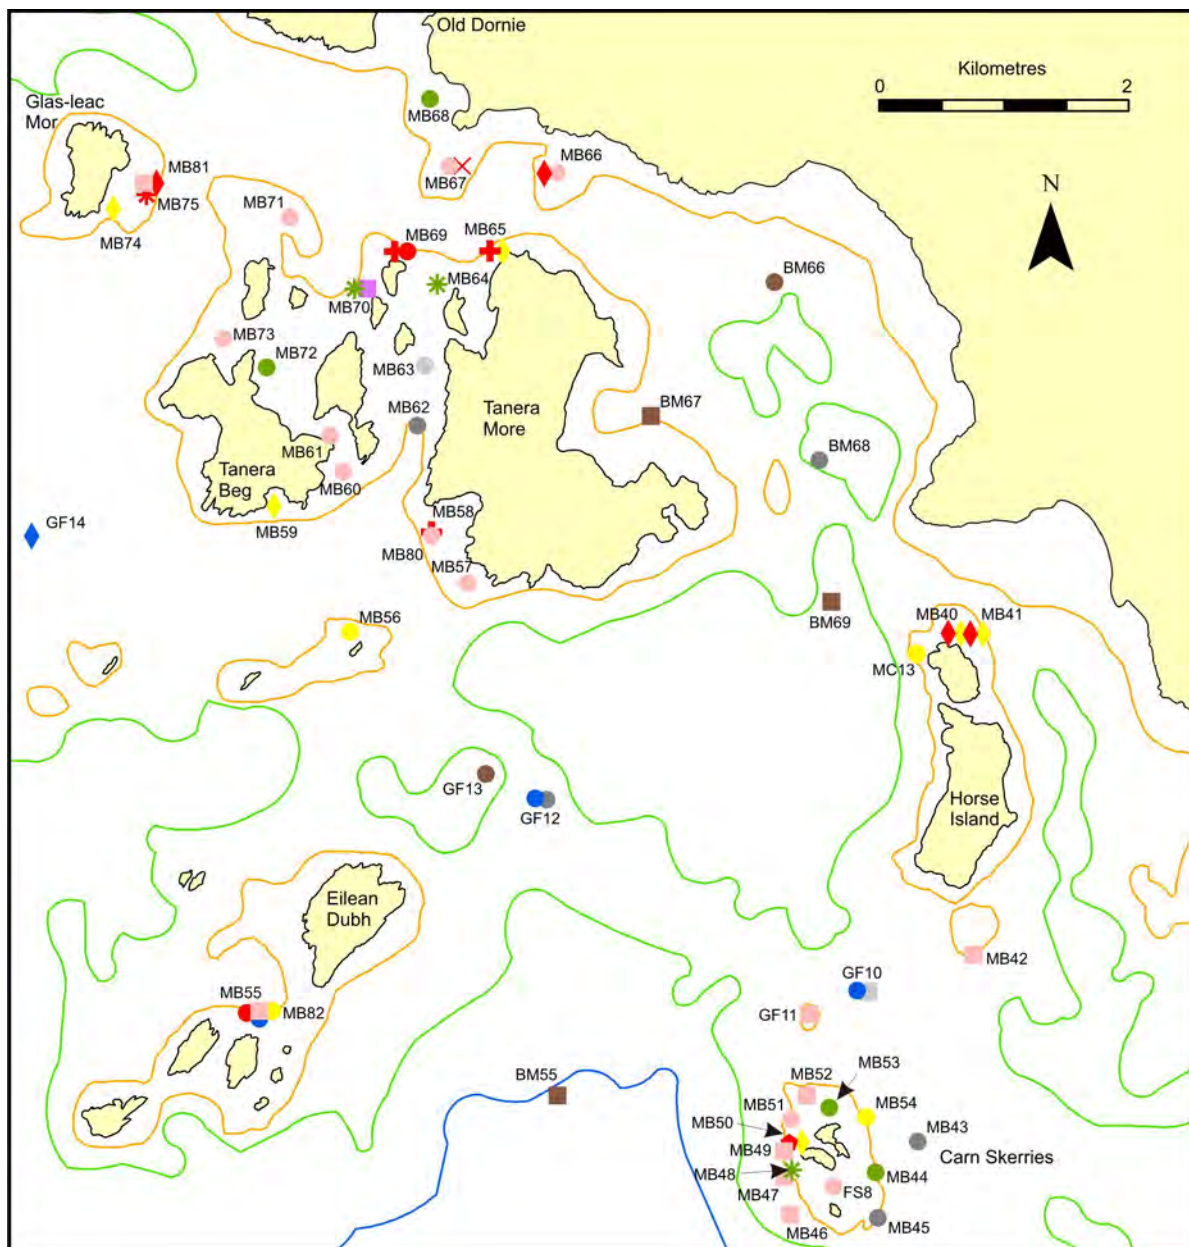 Old Dornie
Kilometres
0
2
Glas-leac
Mor
MB68
MB67
MB66
MB81
MB75
MB74
MB71
MB69
MB65
N
MB64
MB70
BM66
MB73
MB72
MB63
MB62
Tanera
More
BM67
MB61
Tanera
Beg
MB60
BM68
MB59
MB58
MB80
MB57
GF14
MB56
BM69
MB40
MB41
MC13
GF13
GF12
Horse
Island
Eilean
Dubh
MB42
GF10
GF11
MB55
MB82
BM55
MB52
MB53
MB51
MB54
MB50
MB43
MB49
Carn Skerries
MB48
MB44
MB47
FS8
MB46
MB45